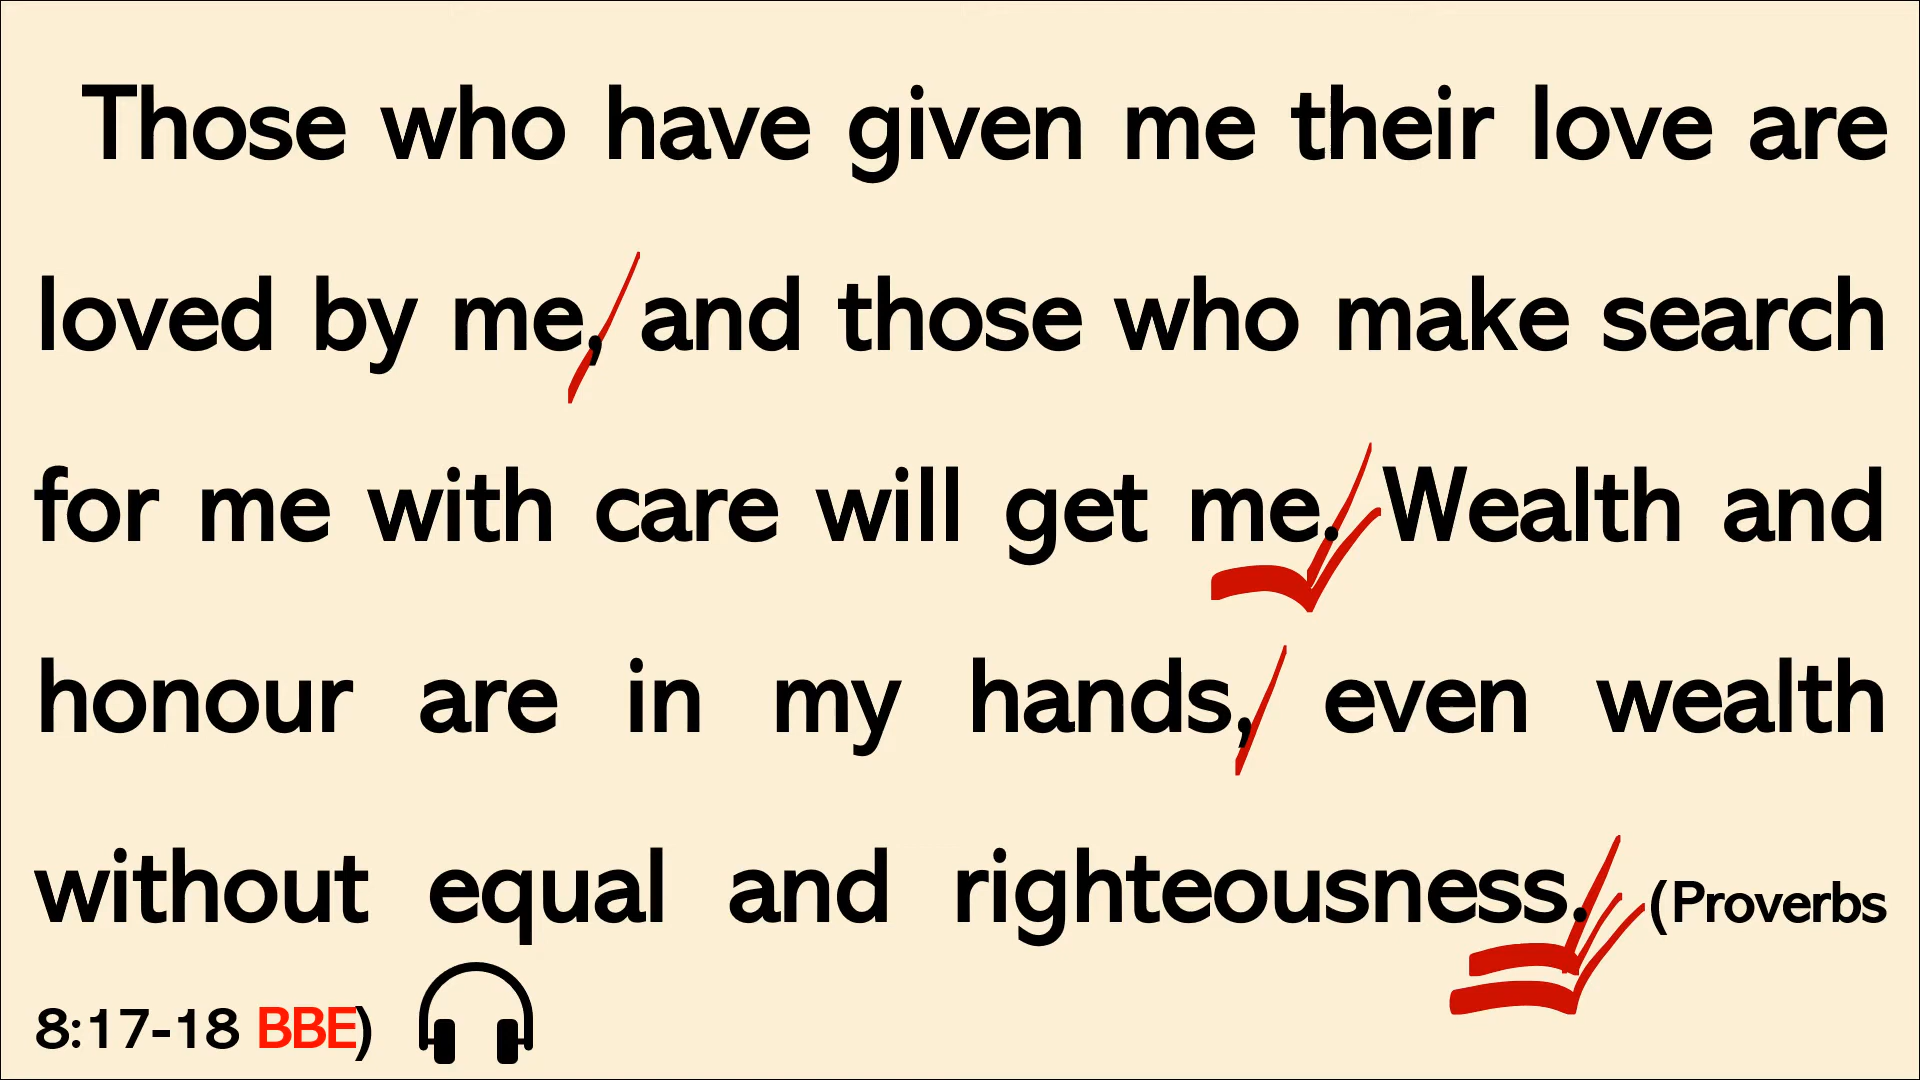 Those who have given me their love are
loved by me, and those who make search
for me with care will get me. Wealth and
honour are in my hands, even wealth
without equal and righteousness. (Proverbs
8:17-18 BBE)